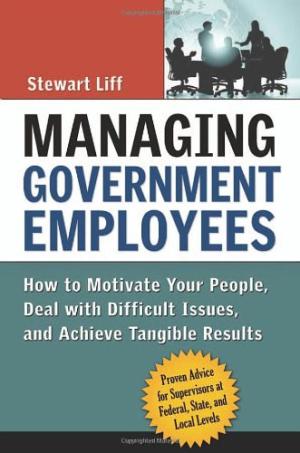 Stewart Liff
MANAGING
GOVERNMENT
EMPLOYEES
How to Motivate Your People,
Deal with Difficult Issues,
and Achieve Tangible Results
Proven Advice
for Supervisors at
Federal, State, and
Local Levels